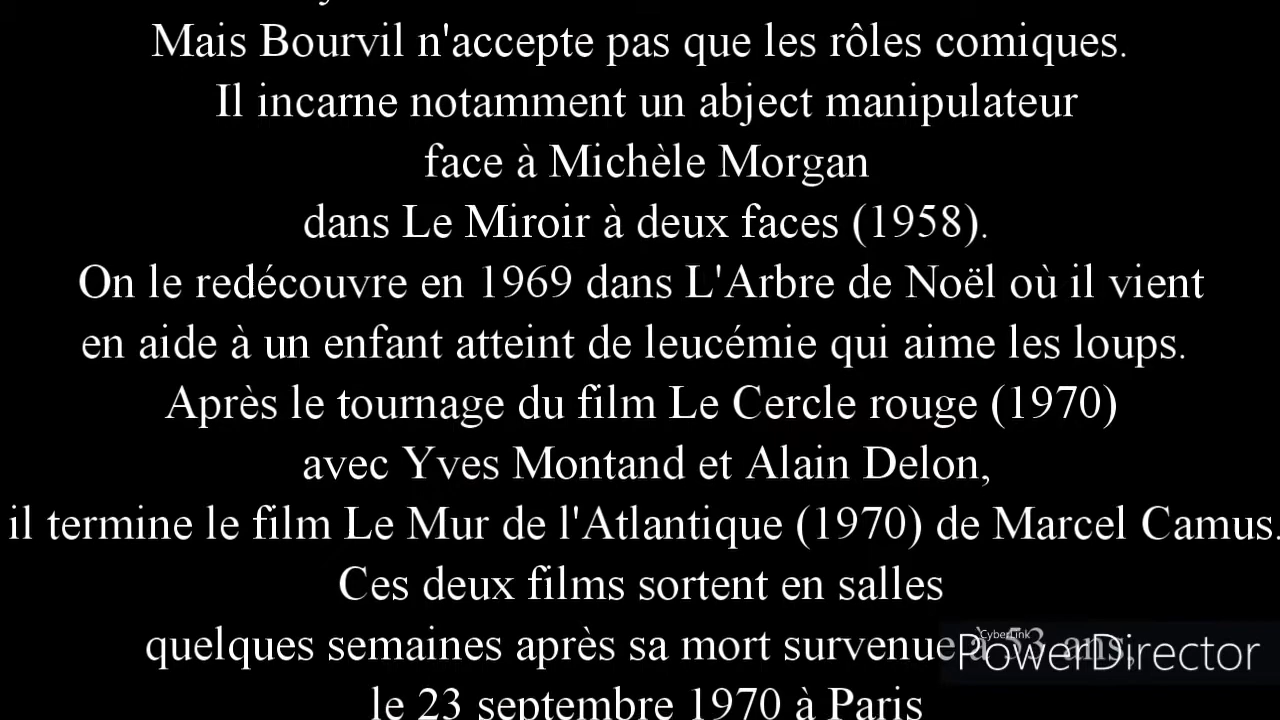 Mais Bourvil n'accepte pas que les rôles comiques.
Il incarne notamment un abject manipulateur
face à Michèle Morgan
dans Le Miroir à deux faces (1958).
On le redécouvre en 1969 dans L'Arbre de Noël où il vient
en aide à un enfant atteint de leucémie qui aime les loups.
Après le tournage du film Le Cercle rouge (1970)
avec Yves Montand et Alain Delon,
il termine le film Le Mur de l'Atlantique (1970) de Marcel Camus.
Ces deux films sortent en salles
quelques semaines après sa mort survenue à 53 ans,
CyberLink
PowerDirector
le 23 septembre 1970 à Paris